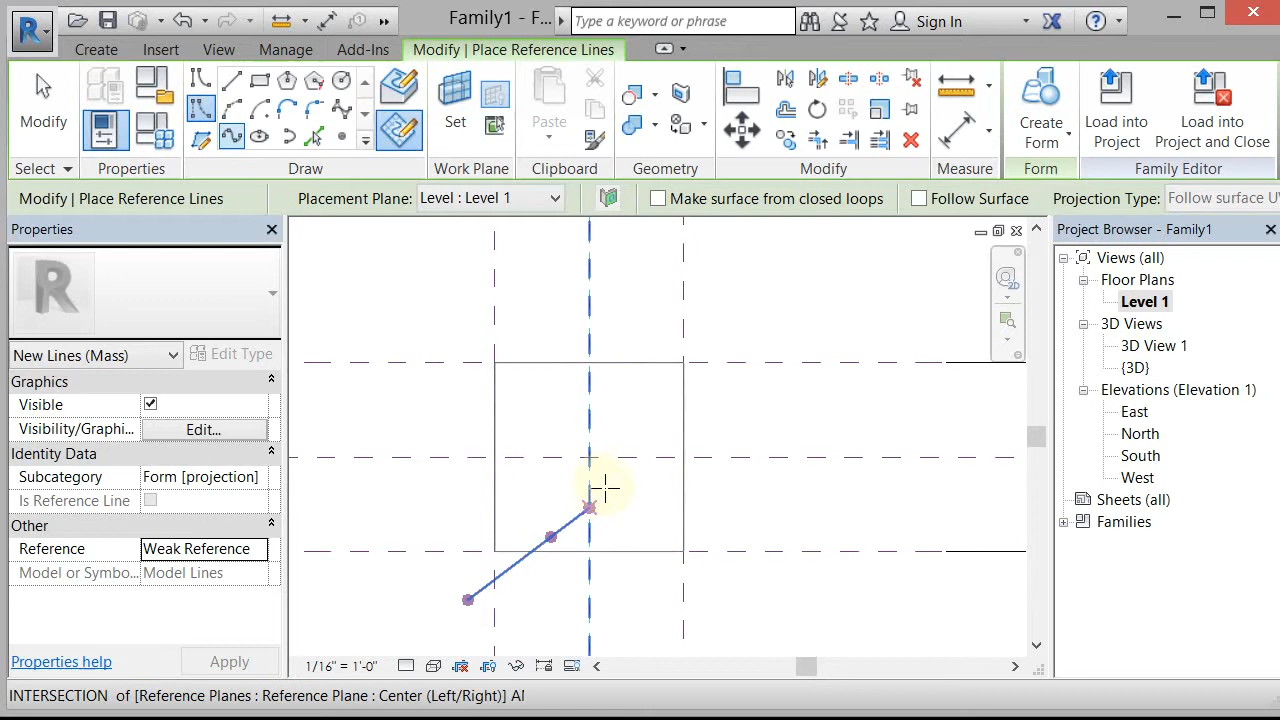 Family1 - F...
Type a keyword or phrase
Sign In
Create
Insert
View
Manage
Add-Ins
Modify | Place Reference Lines
Modify
Set
Paste
Create
Form
Load into
Project
Load into
Project and Close
Select
Properties
Draw
Work Plane
Clipboard
Geometry
Modify
Measure
Form
Family Editor
Modify | Place Reference Lines
Placement Plane:
Level : Level 1
Make surface from closed loops
Follow Surface
Projection Type:
Follow surface U
Properties
New Lines (Mass)
Edit Type
Graphics
Visible
Visibility/Graphi...
Edit...
Identity Data
Subcategory
Form [projection]
Is Reference Line
Other
Reference
Weak Reference
Model or Symbo...
Model Lines
Properties help
Apply
2D
Project Browser - Family1
Views (all)
Floor Plans
Level 1
3D Views
3D View 1
{3D}
Elevations (Elevation 1)
East
North
South
West
Sheets (all)
Families
1/16" = 1'-0"
INTERSECTION of [Reference Planes : Reference Plane : Center (Left/Right)] AI